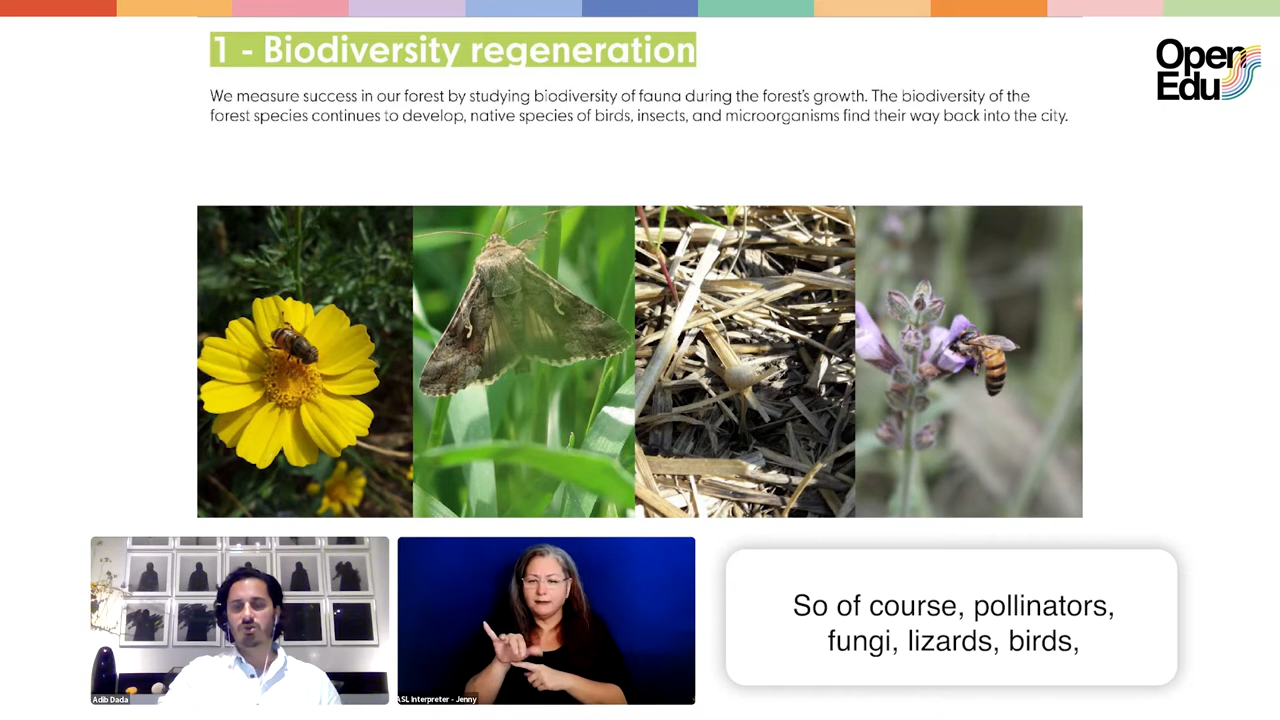 1 - Biodiversity regeneration
We measure success in our forest by studying biodiversity of fauna during the forest's growth. The biodiversity of the
forest species continues to develop, native species of birds, insects, and microorganisms find their way back into the city.
Open
Edu
Adib Dada
ASL Interpreter - Jenny
So of course, pollinators,
fungi, lizards, birds,